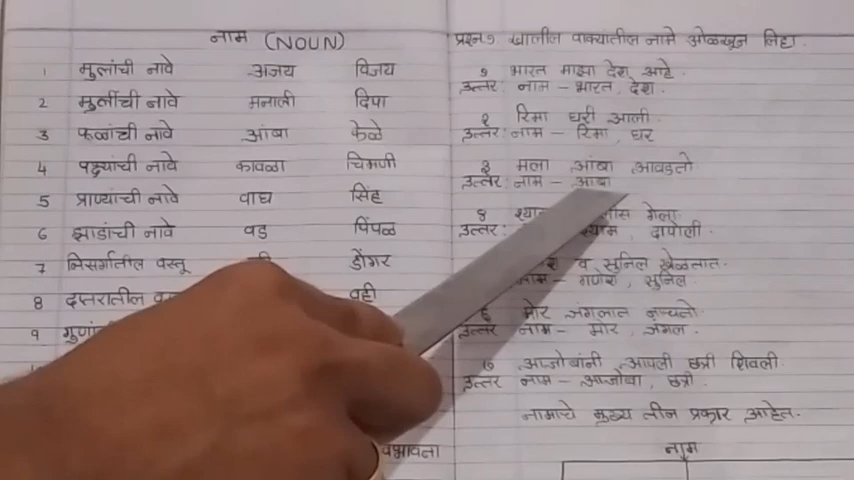 नाम (NOUN)
1 मुलांची नावे अजय विजय
2 मुलींची नावे मनाली दिपा
3 फळांची नावे आंबा केळे
4 पक्ष्यांची नावे कावळा चिमणी
5 प्राण्यांची नावे वाघ सिंह
6 झाडांची नावे वड पिंपळ
7 निसर्गातील वस्तू डोंगर
8 दप्तरातील वही
9
प्रश्न.१. खालील वाक्यातील नामे ओळखून लिहा.
१ भारत माझा देश आहे.
उत्तर: नाम - भारत, देश.
२ रिमा घरी आली.
उत्तर: नाम - रिमा, घर
३ मला आंबा आवडतो
उत्तर: नाम - आंबा
४ गेला.
उत्तर: श्याम, दापोली.
व सुनिल खेळतात.
नाम - गणेश, सुनिल.
६ मोर जंगलात नाचतो
उत्तर नाम - मोर, जंगल.
७ आजोबांनी आपली छत्री शिवली
उत्तर नाम - आजोबा, छत्री.
नामाचे मुख्य तीन प्रकार आहेत.
नाम